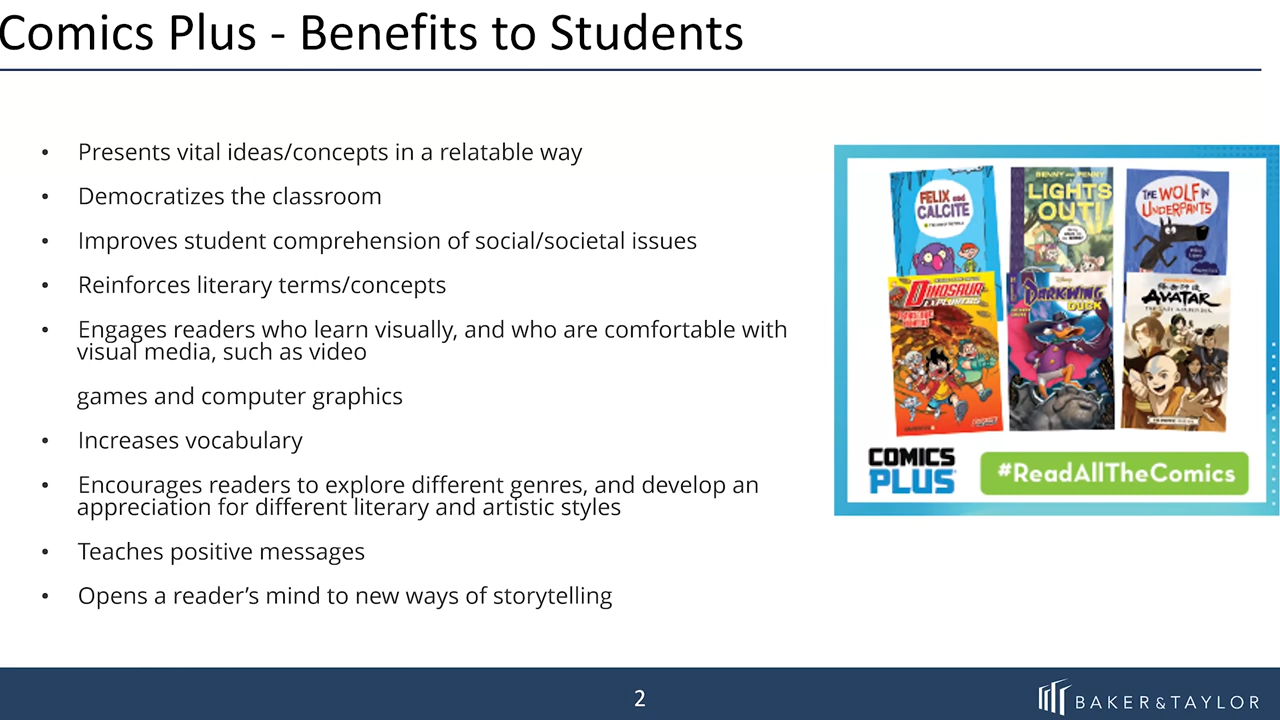 Comics Plus - Benefits to Students
• Presents vital ideas/concepts in a relatable way
• Democratizes the classroom
• Improves student comprehension of social/societal issues
• Reinforces literary terms/concepts
• Engages readers who learn visually, and who are comfortable with
visual media, such as video
games and computer graphics
• Increases vocabulary
• Encourages readers to explore different genres, and develop an
appreciation for different literary and artistic styles
• Teaches positive messages
• Opens a reader's mind to new ways of storytelling
FELIX and
CALCITE
BENNY AND PENNY
LIGHTS
OUT!
THE WOLF IN
UNDERPANTS
DINOSAUR
EXPLORERS
Disney
DARKWING
DUCK
AVATAR
THE LAST AIRBENDER
COMICS
PLUS
#ReadAllTheComics
2
BAKER & TAYLOR